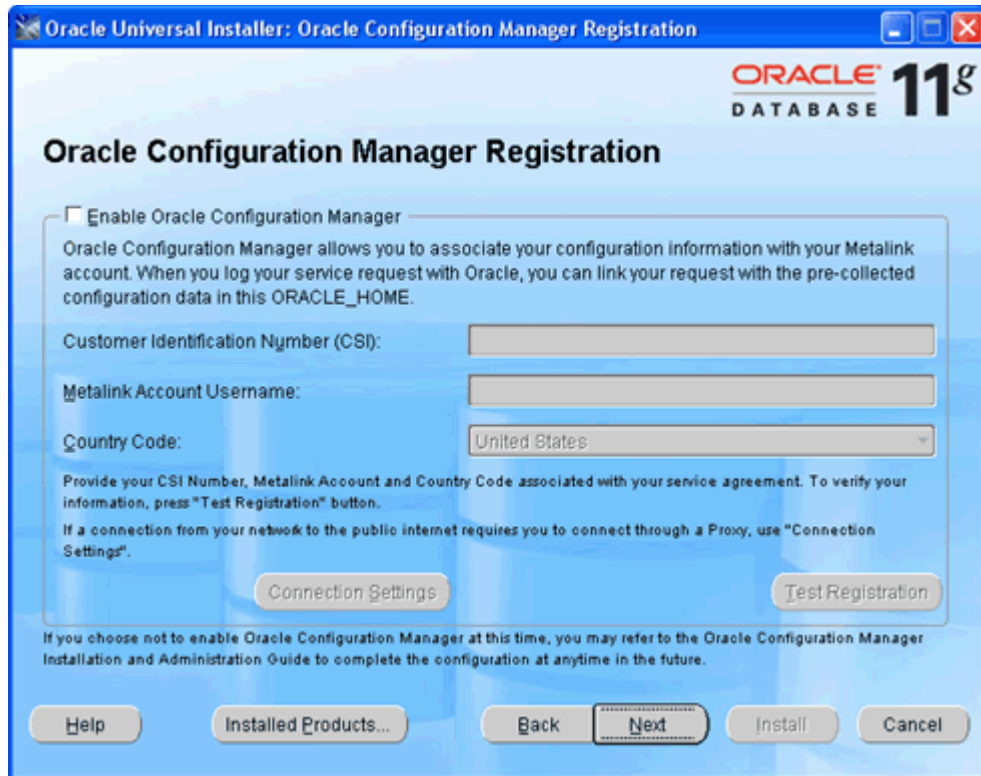 Oracle Universal Installer: Oracle Configuration Manager Registration
ORACLE
DATABASE 11g
Oracle Configuration Manager Registration
Enable Oracle Configuration Manager
Oracle Configuration Manager allows you to associate your configuration information with your Metalink
account. When you log your service request with Oracle, you can link your request with the pre-collected
configuration data in this ORACLE_HOME.
Customer Identification Number (CSI):
Metalink Account Username:
Country Code:
United States
Provide your CSI Number, Metalink Account and Country Code associated with your service agreement. To verify your
information, press "Test Registration" button.
If a connection from your network to the public internet requires you to connect through a Proxy, use "Connection
Settings".
Connection Settings
Test Registration
If you choose not to enable Oracle Configuration Manager at this time, you may refer to the Oracle Configuration Manager
Installation and Administration Guide to complete the configuration at anytime in the future.
Help
Installed Products...
Back
Next
Install
Cancel